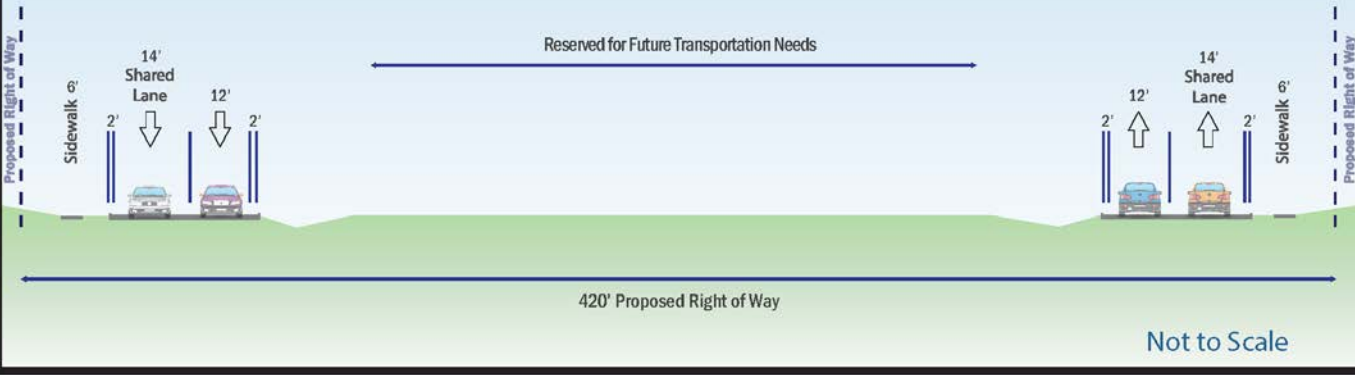 Proposed Right of Way
Sidewalk 6'
2'
14'
Shared
Lane
12'
2'
Reserved for Future Transportation Needs
2'
12'
14'
Shared
Lane
2'
Sidewalk 6'
Proposed Right of Way
420' Proposed Right of Way
Not to Scale